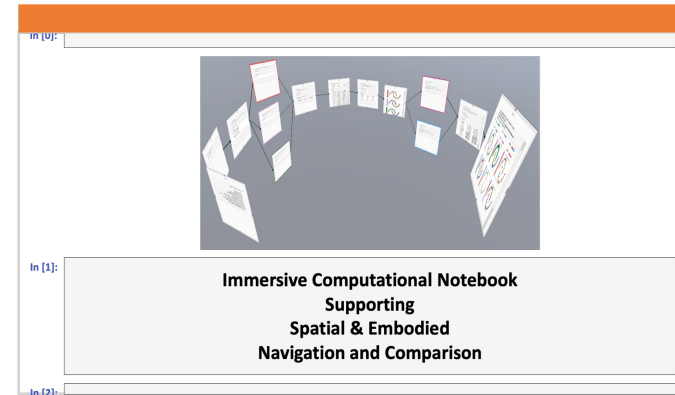 In [0]:
In [1]:
Immersive Computational Notebook
Supporting
Spatial & Embodied
Navigation and Comparison
In [2]: